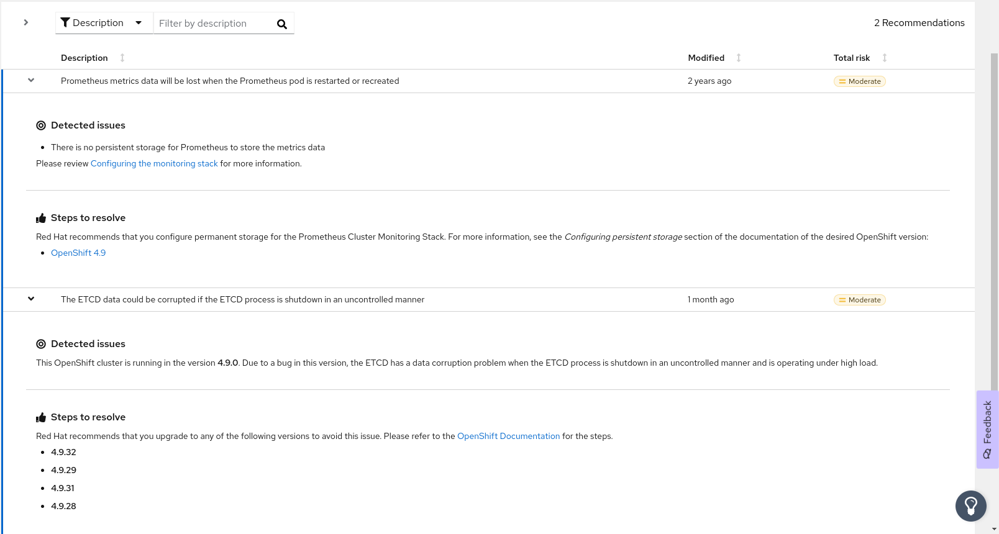 Description
Filter by description
2 Recommendations
Description Modified Total risk
Prometheus metrics data will be lost when the Prometheus pod is restarted or recreated 2 years ago Moderate
Detected issues
There is no persistent storage for Prometheus to store the metrics data
Please review Configuring the monitoring stack for more information.
Steps to resolve
Red Hat recommends that you configure permanent storage for the Prometheus Cluster Monitoring Stack. For more information, see the Configuring persistent storage section of the documentation of the desired OpenShift version:
OpenShift 4.9
The ETCD data could be corrupted if the ETCD process is shutdown in an uncontrolled manner 1 month ago Moderate
Detected issues
This OpenShift cluster is running in the version 4.9.0. Due to a bug in this version, the ETCD has a data corruption problem when the ETCD process is shutdown in an uncontrolled manner and is operating under high load.
Steps to resolve
Red Hat recommends that you upgrade to any of the following versions to avoid this issue. Please refer to the OpenShift Documentation for the steps.
4.9.32
4.9.29
4.9.31
4.9.28
Feedback